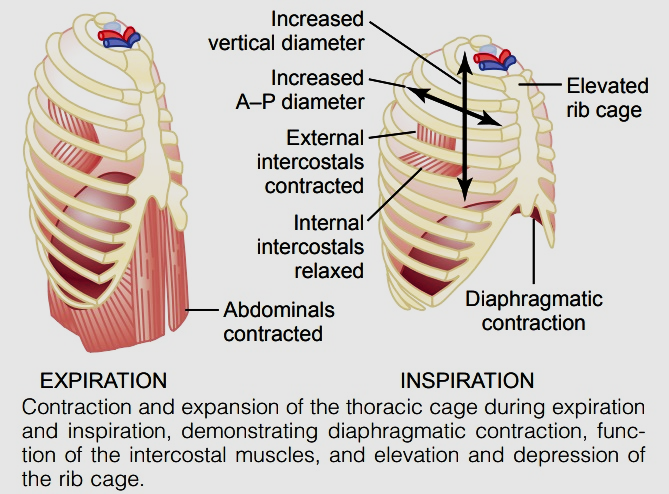 Increased
vertical diameter
Increased
A–P diameter
External
intercostals
contracted
Internal
intercostals
relaxed
Elevated
rib cage
Abdominals
contracted
Diaphragmatic
contraction
EXPIRATION
INSPIRATION
Contraction and expansion of the thoracic cage during expiration
and inspiration, demonstrating diaphragmatic contraction, func-
tion of the intercostal muscles, and elevation and depression of
the rib cage.